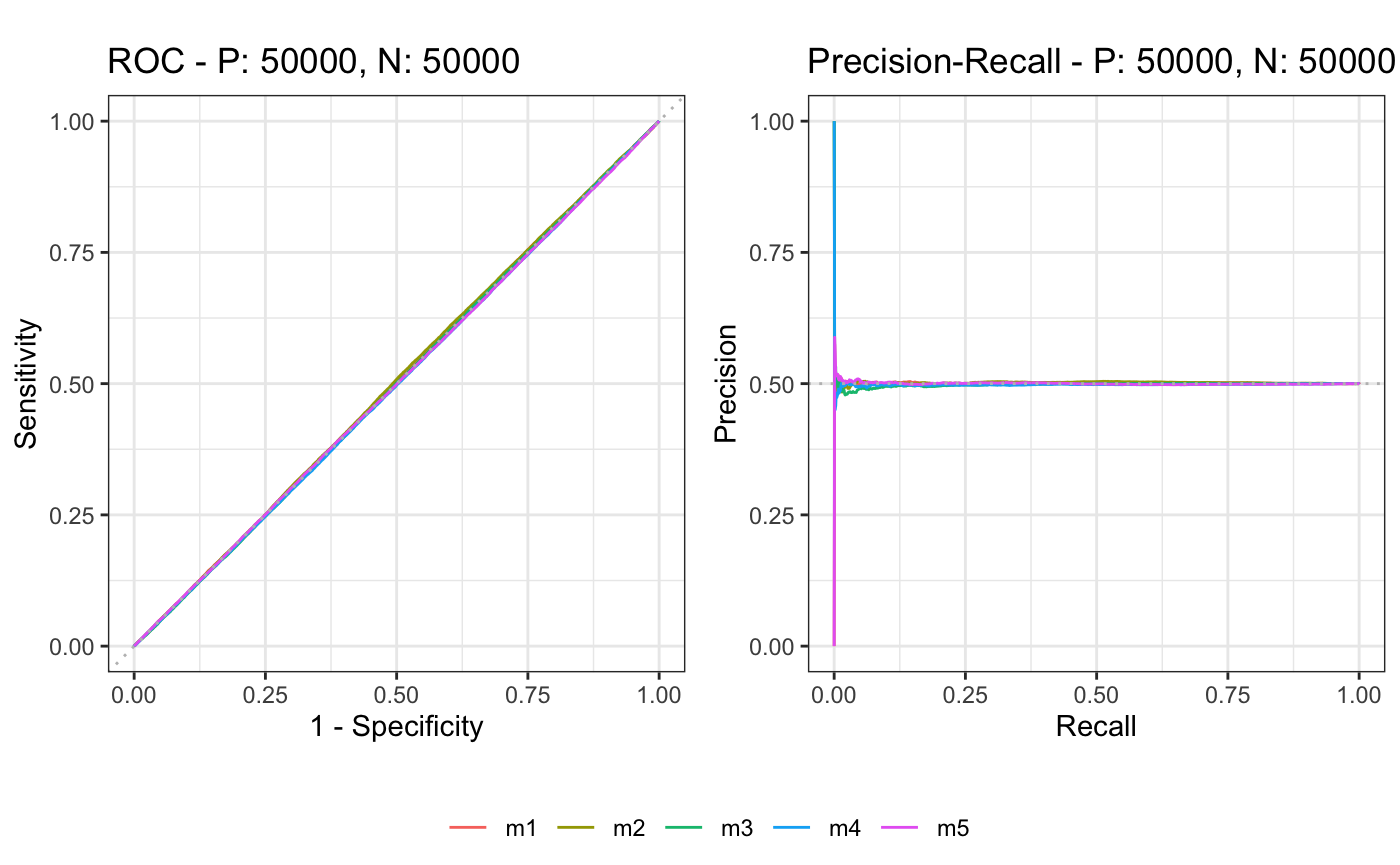 ROC - P: 50000, N: 50000
1.00
0.75
0.50
0.25
0.00
Sensitivity
0.00 0.25 0.50 0.75 1.00
1 - Specificity
Precision-Recall - P: 50000, N: 50000
1.00
0.75
0.50
0.25
0.00
Precision
0.00 0.25 0.50 0.75 1.00
Recall
m1 m2 m3 m4 m5